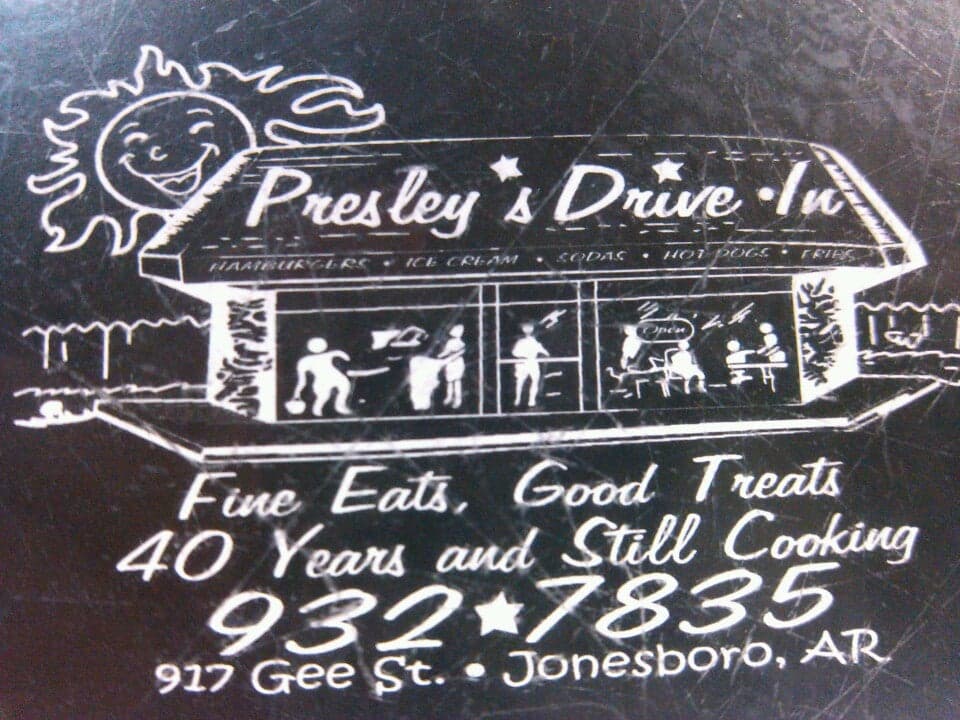 Presley's Drive-In
HAMBURGERS • ICE CREAM • SODAS • HOT DOGS • FRIES
Open
Fine Eats, Good Treats
40 Years and Still Cooking
932★7835
917 Gee St. • Jonesboro, AR